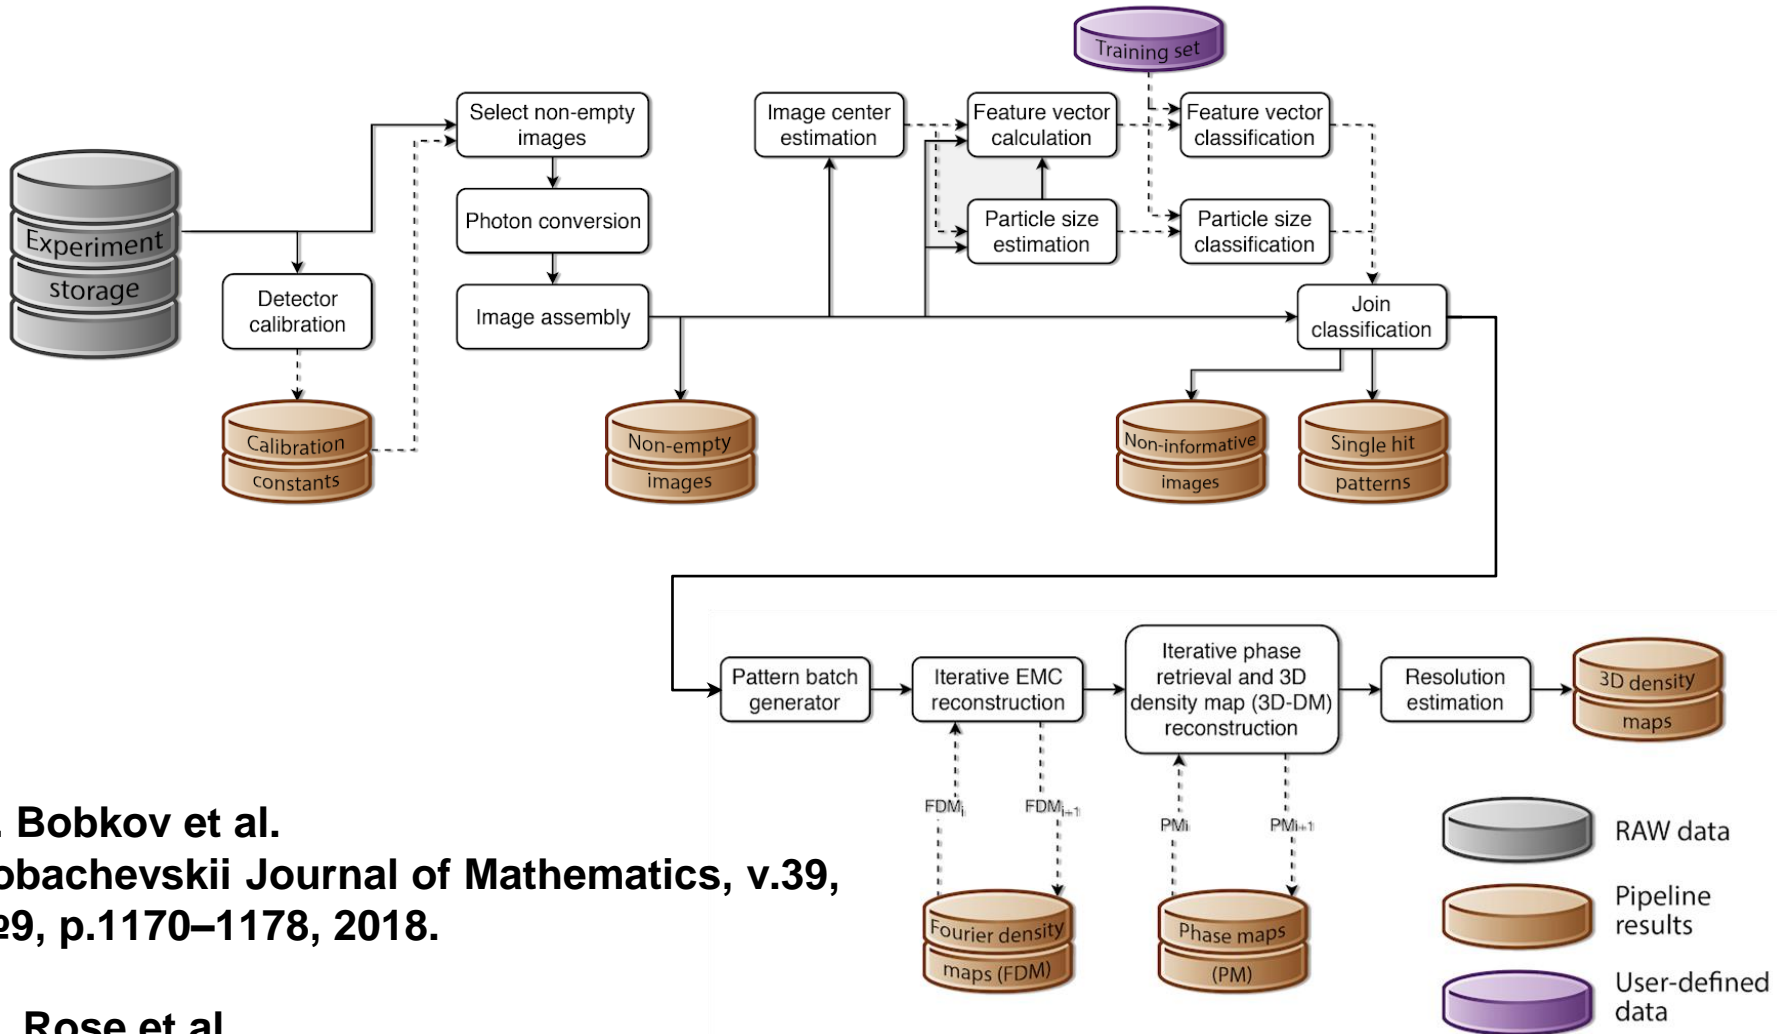 Training set
Select non-empty
images
Image center
estimation
Feature vector
calculation
Feature vector
classification
Experiment
storage
Photon conversion
Particle size
estimation
Particle size
classification
Detector
calibration
Image assembly
Join
classification
Calibration
constants
Non-empty
images
Non-informative
images
Single hit
patterns
Pattern batch
generator
Iterative EMC
reconstruction
Iterative phase
retrieval and 3D
density map (3D-DM)
reconstruction
Resolution
estimation
3D density
maps
FDMi
FDMi+1
PMi
PMi+1
Fourier density
maps (FDM)
Phase maps
(PM)
RAW data
Pipeline
results
User-defined
data
. Bobkov et al.
obachevskii Journal of Mathematics, v.39,
9, p.1170–1178, 2018.
Rose et al